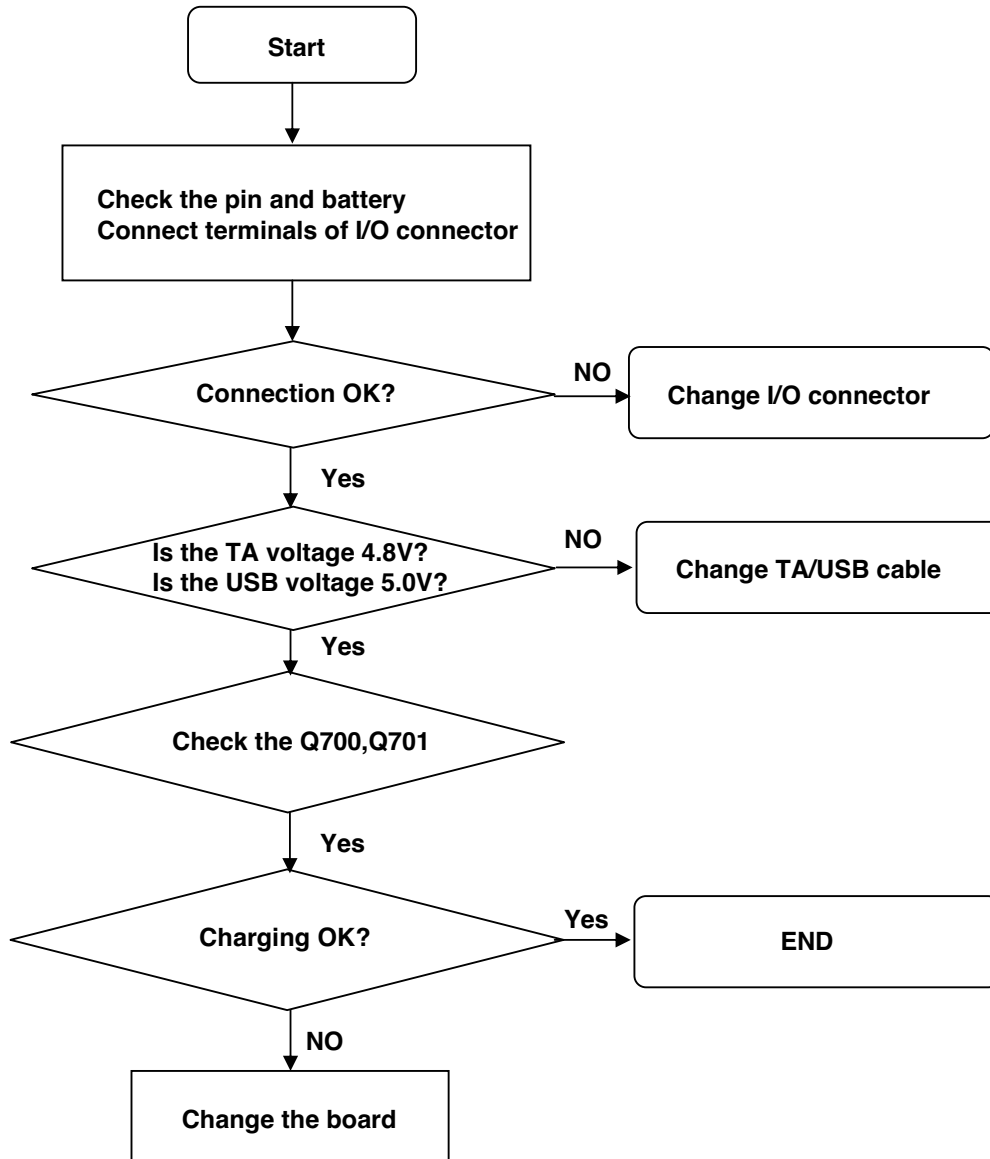 Start
Check the pin and battery
Connect terminals of I/O connector
Connection OK?
NO
Change I/O connector
Yes
Is the TA voltage 4.8V?
Is the USB voltage 5.0V?
NO
Change TA/USB cable
Yes
Check the Q700,Q701
Yes
Charging OK?
Yes
END
NO
Change the board